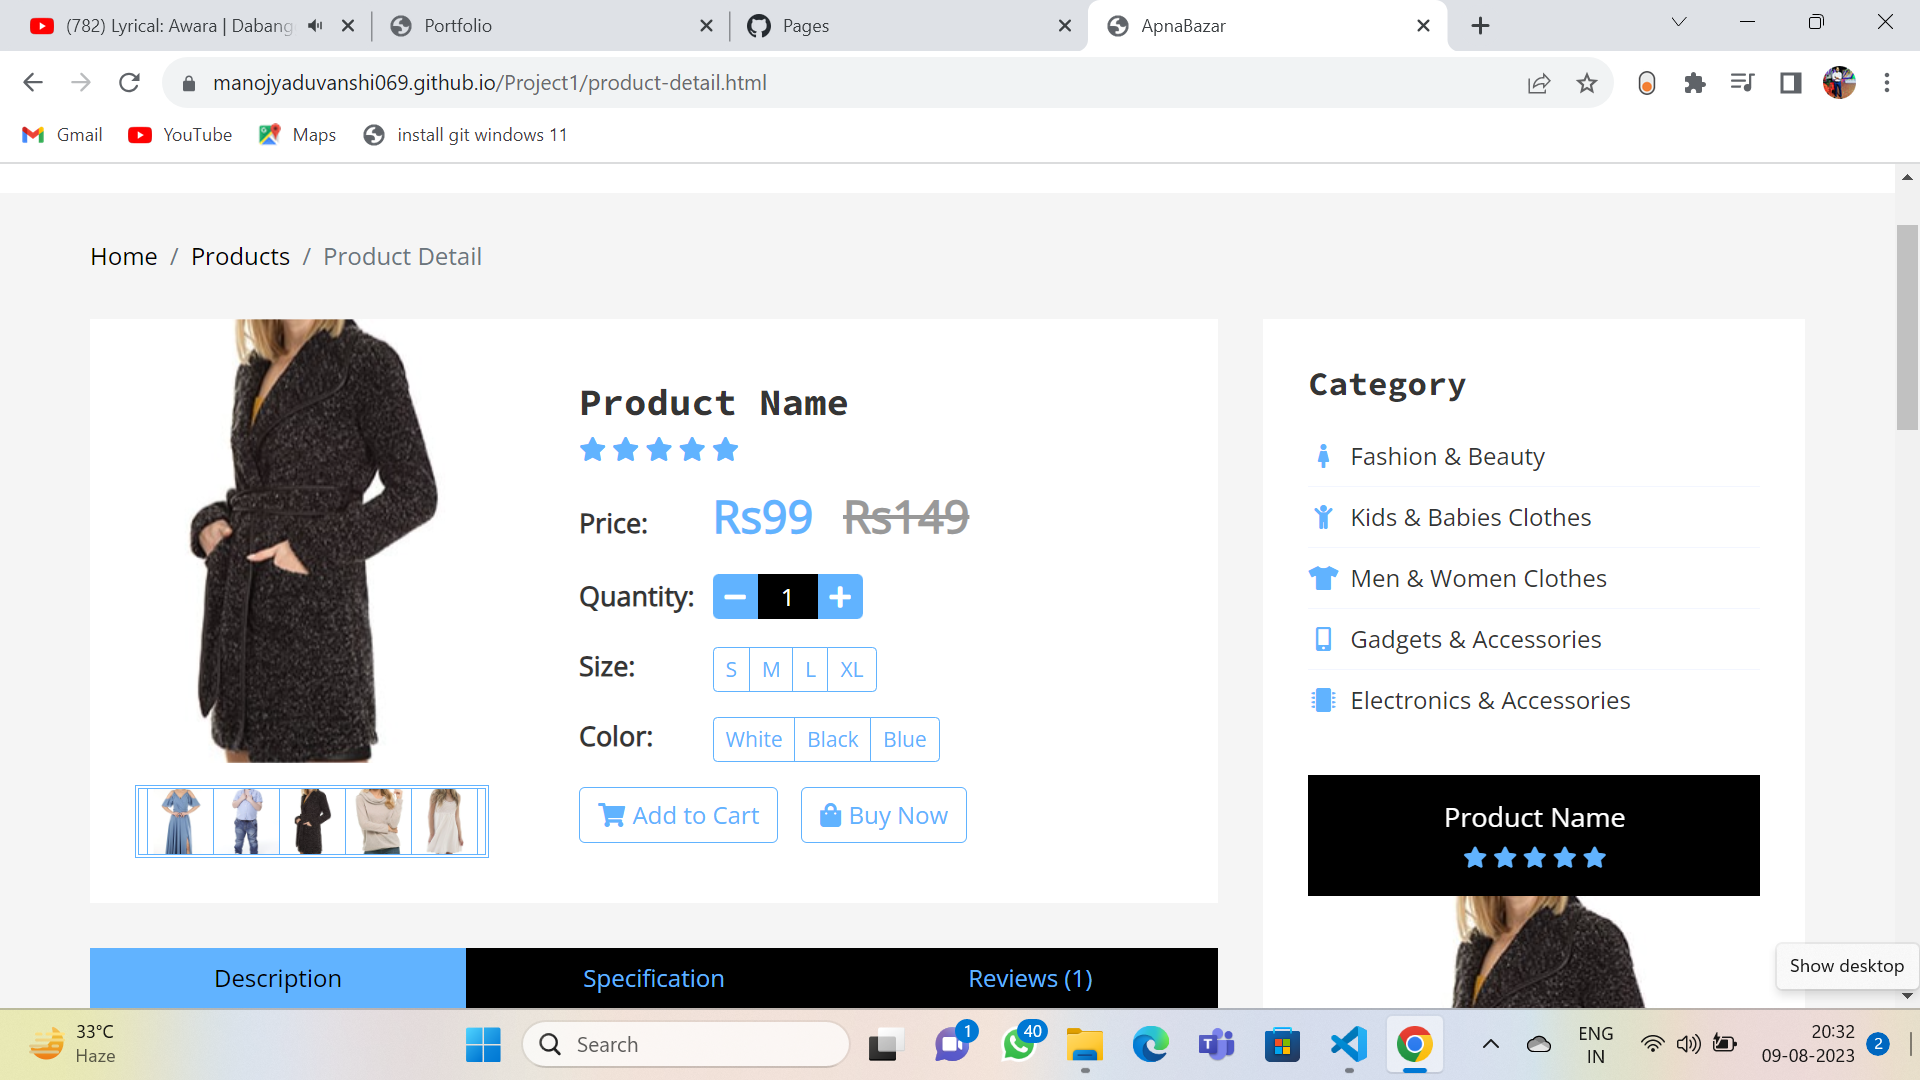 (782) Lyrical: Awara | Dabang
Portfolio
Pages
ApnaBazar
manojyaduvanshi069.github.io/Project1/product-detail.html
Gmail
YouTube
Maps
install git windows 11
Home / Products / Product Detail
Product Name
Price: Rs99 Rs149
Quantity: 1
Size: S M L XL
Color: White Black Blue
Add to Cart
Buy Now
Category
Fashion & Beauty
Kids & Babies Clothes
Men & Women Clothes
Gadgets & Accessories
Electronics & Accessories
Product Name
Description
Specification
Reviews (1)
Show desktop
33°C
Haze
Search
1
40
ENG
IN
20:32
09-08-2023
2